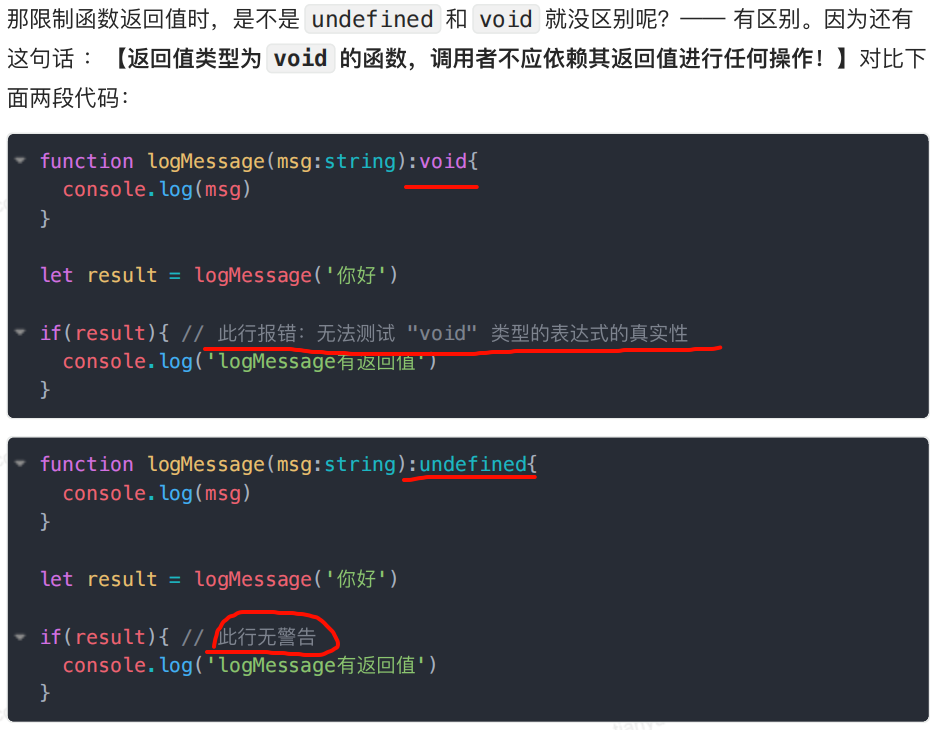 那限制函数返回值时，是不是 undefined 和 void 就没区别呢？—— 有区别。因为还有
这句话 ：【返回值类型为 void 的函数，调用者不应依赖其返回值进行任何操作！】对比下
面两段代码：
function logMessage(msg:string):void{
  console.log(msg)
}
let result = logMessage('你好')
if(result){ // 此行报错：无法测试 "void" 类型的表达式的真实性
  console.log('logMessage有返回值')
}
function logMessage(msg:string):undefined{
  console.log(msg)
}
let result = logMessage('你好')
if(result){ // 此行无警告
  console.log('logMessage有返回值')
}